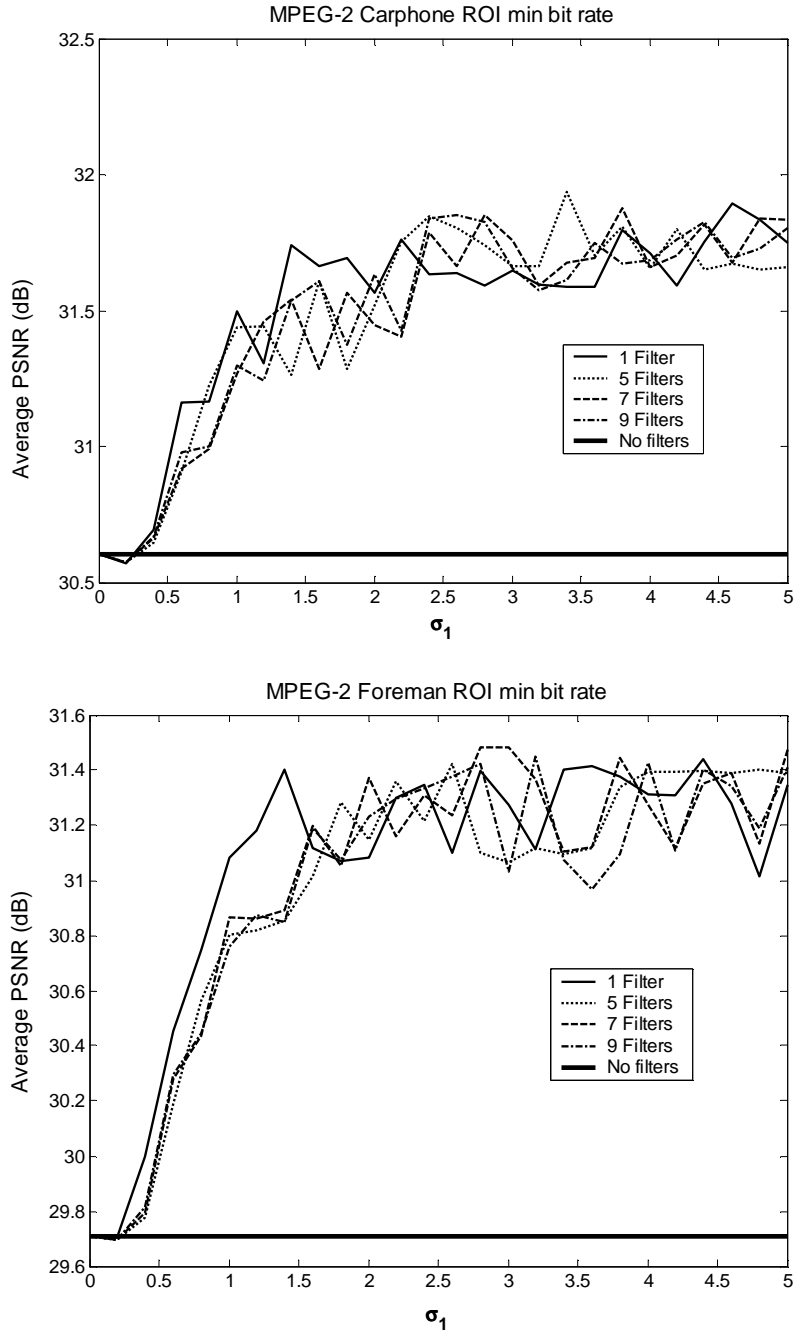 MPEG-2 Carphone ROI min bit rate
32.5
32
31.5
31
30.5
Average PSNR (dB)
1 Filter
5 Filters
7 Filters
9 Filters
No filters
0 0.5 1 1.5 2 2.5 3 3.5 4 4.5 5
σ1
MPEG-2 Foreman ROI min bit rate
31.6
31.4
31.2
31
30.8
30.6
30.4
30.2
30
29.8
29.6
Average PSNR (dB)
1 Filter
5 Filters
7 Filters
9 Filters
No filters
0 0.5 1 1.5 2 2.5 3 3.5 4 4.5 5
σ1